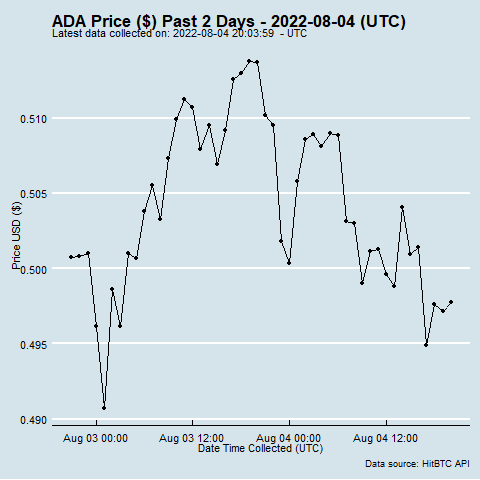 ADA Price ($) Past 2 Days - 2022-08-04 (UTC)
Latest data collected on: 2022-08-04 20:03:59 - UTC
0.510
0.505
0.500
0.495
0.490
Price USD ($)
Aug 03 00:00 Aug 03 12:00 Aug 04 00:00 Aug 04 12:00
Date Time Collected (UTC)
Data source: HitBTC API